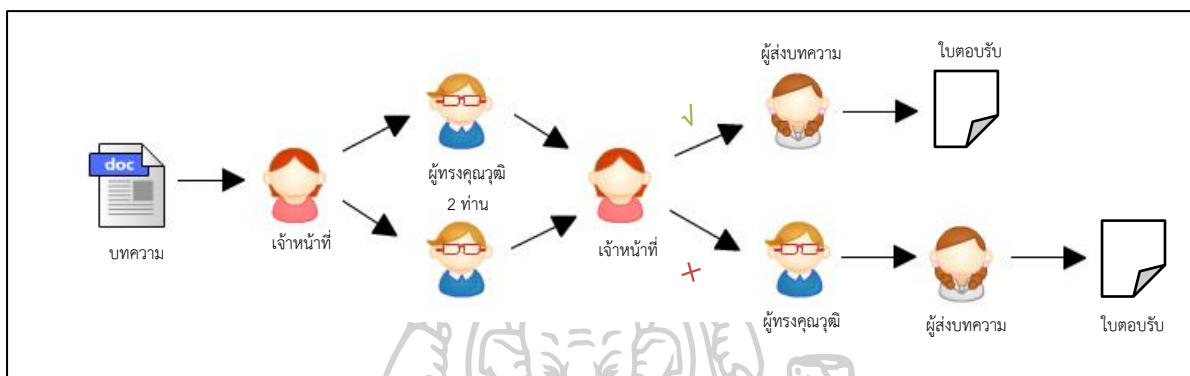 ผู้ส่งบทความ
ใบตอบรับ
doc
ผู้ทรงคุณวุฒิ
2 ท่าน
บทความ
เจ้าหน้าที่
เจ้าหน้าที่
ผู้ทรงคุณวุฒิ
ผู้ส่งบทความ
ใบตอบรับ